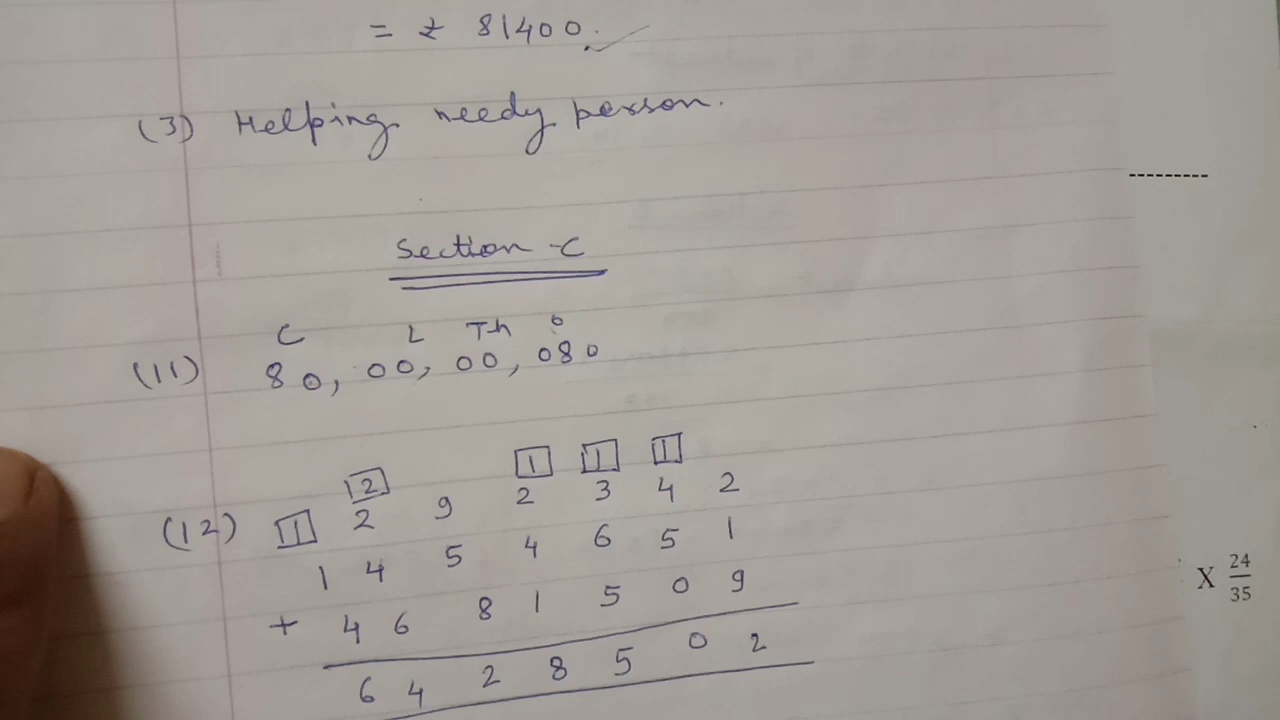 = ₹ 81400.
(3) Helping needy person.
---------
Section -C
C L Th O
(11) 80, 00, 00, 080
1 1 1
2
(12) 1 2 9 2 3 4 2
1 4 5 4 6 5 1
X 24/35
+ 4 6 8 1 5 0 9
6 4 2 8 5 0 2